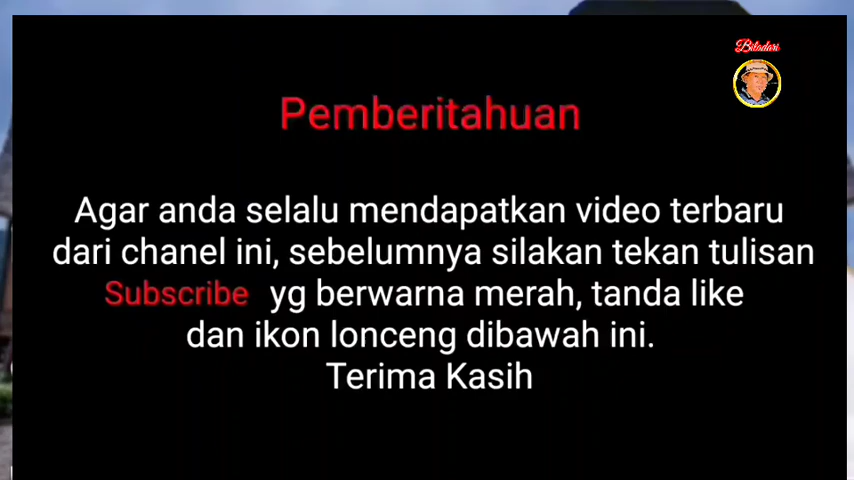 Biladari
Pemberitahuan
Agar anda selalu mendapatkan video terbaru
dari chanel ini, sebelumnya silakan tekan tulisan
Subscribe yg berwarna merah, tanda like
dan ikon lonceng dibawah ini.
Terima Kasih